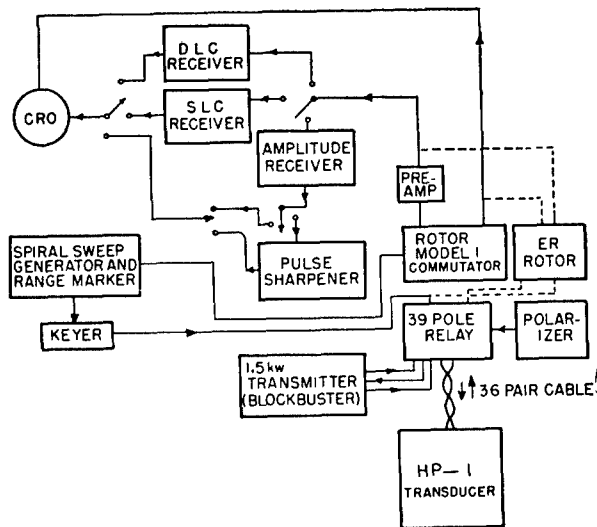 DLC
RECEIVER
SLC
RECEIVER
CRO
AMPLITUDE
RECEIVER
PRE-
AMP
SPIRAL SWEEP
GENERATOR AND
RANGE MARKER
PULSE
SHARPENER
ROTOR
MODEL I
COMMUTATOR
ER
ROTOR
KEYER
39 POLE
RELAY
POLAR-
IZER
1.5 kw
TRANSMITTER
(BLOCKBUSTER)
36 PAIR CABLE
HP-1
TRANSDUCER